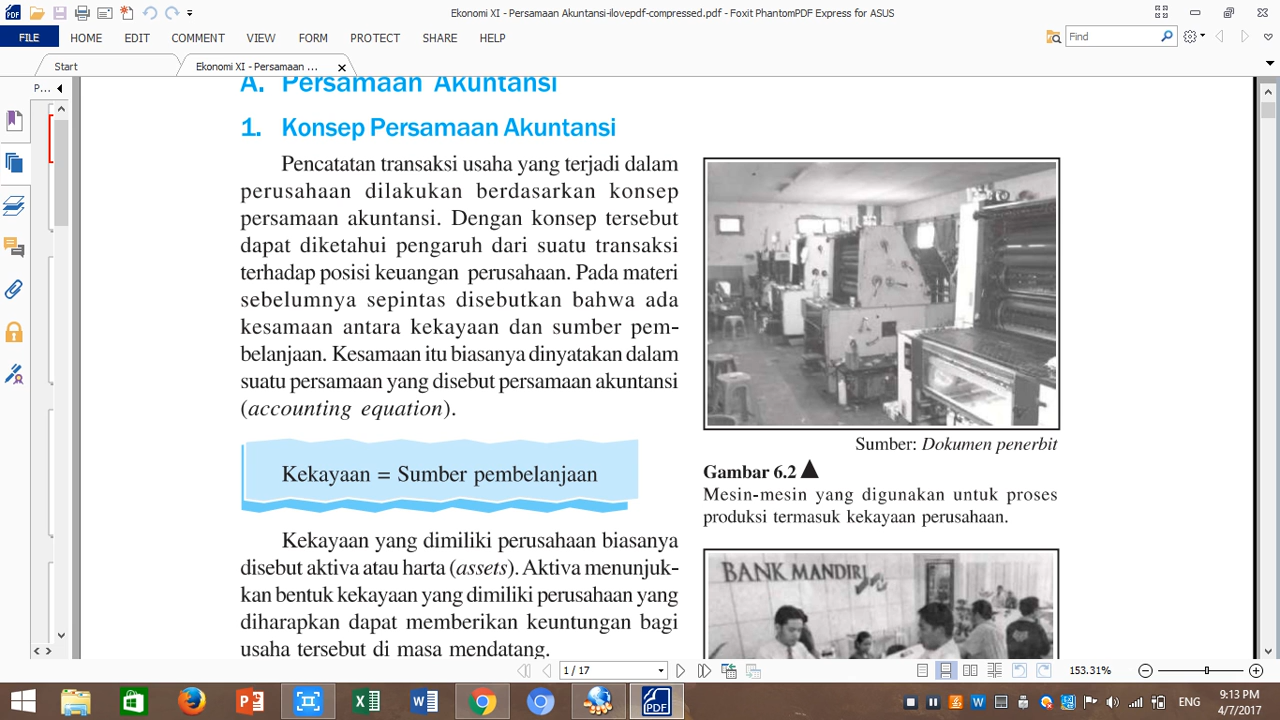 Ekonomi XI - Persamaan Akuntansi-ilovepdf-compressed.pdf - Foxit PhantomPDF Express for ASUS
FILE HOME EDIT COMMENT VIEW FORM PROTECT SHARE HELP Find
Start Ekonomi XI - Persamaan ...
P...
A. Persamaan Akuntansi
1. Konsep Persamaan Akuntansi
Pencatatan transaksi usaha yang terjadi dalam
perusahaan dilakukan berdasarkan konsep
persamaan akuntansi. Dengan konsep tersebut
dapat diketahui pengaruh dari suatu transaksi
terhadap posisi keuangan perusahaan. Pada materi
sebelumnya sepintas disebutkan bahwa ada
kesamaan antara kekayaan dan sumber pem-
belanjaan. Kesamaan itu biasanya dinyatakan dalam
suatu persamaan yang disebut persamaan akuntansi
(accounting equation).
Kekayaan = Sumber pembelanjaan
Kekayaan yang dimiliki perusahaan biasanya
disebut aktiva atau harta (assets). Aktiva menunjuk-
kan bentuk kekayaan yang dimiliki perusahaan yang
diharapkan dapat memberikan keuntungan bagi
usaha tersebut di masa mendatang.
Sumber: Dokumen penerbit
Gambar 6.2
Mesin-mesin yang digunakan untuk proses
produksi termasuk kekayaan perusahaan.
BANK MANDIRI
1 / 17
153.31%
ENG
9:13 PM
4/7/2017